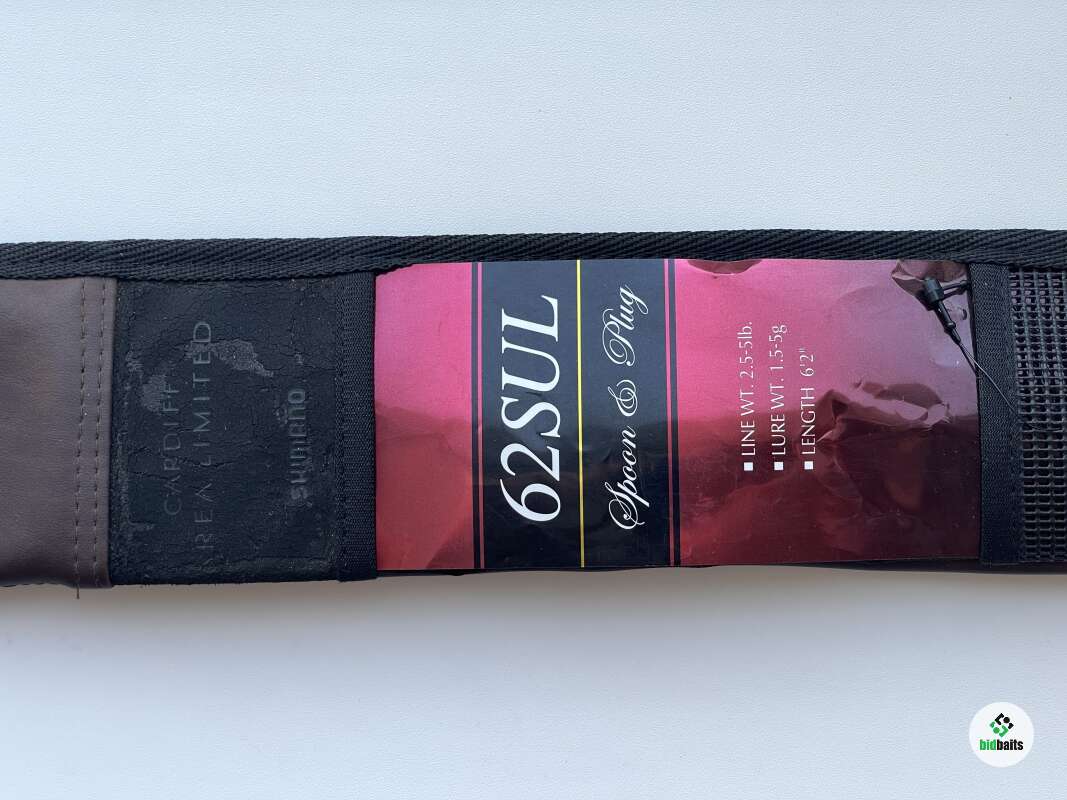 CARDIFF
AREA LIMITED
SHIMANO
62SUL
Spoon & Plug
■ LINE WT. 2.5-5lb.
■ LURE WT. 1.5-5g
■ LENGTH 6'2"
bidbaits